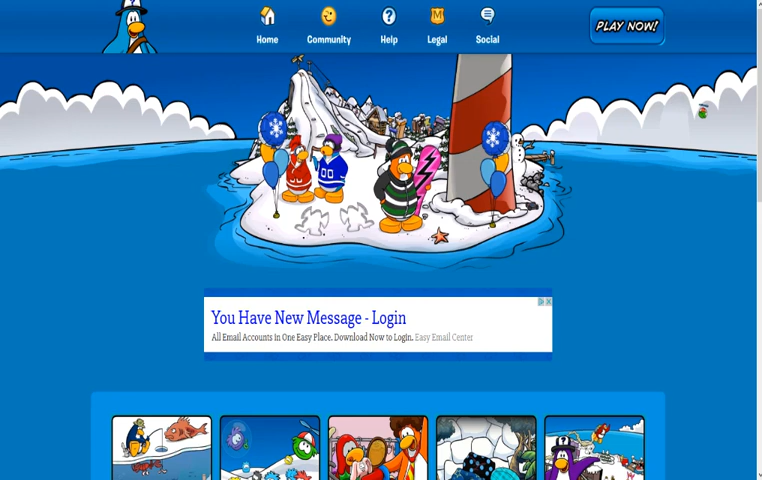 Home Community Help Legal Social
PLAY NOW!
00
You Have New Message - Login
All Email Accounts in One Easy Place. Download Now to Login. Easy Email Center